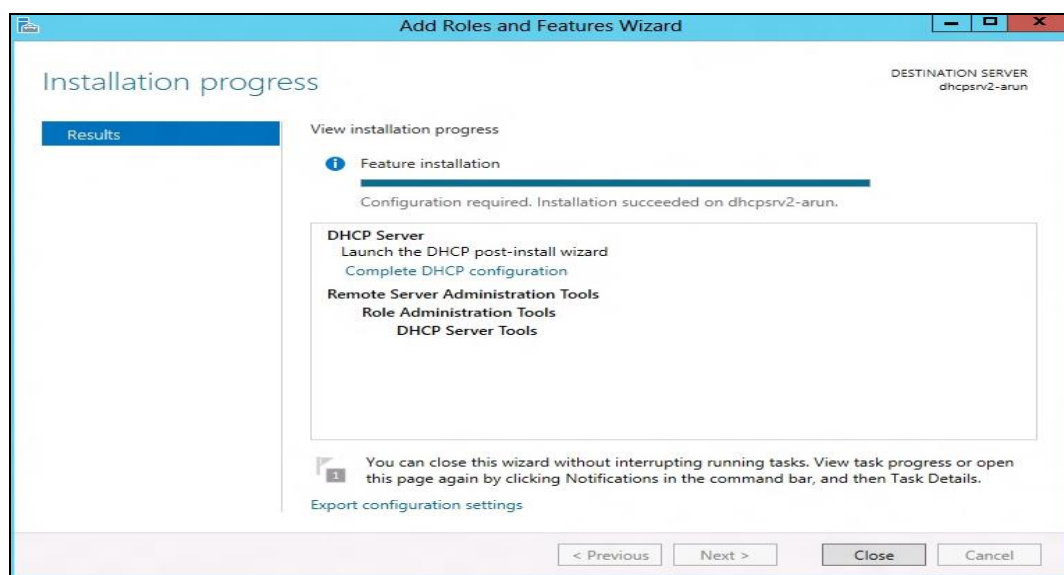 Add Roles and Features Wizard
Installation progress
DESTINATION SERVER
dhcpsrv2-arun
Results
View installation progress
Feature installation
Configuration required. Installation succeeded on dhcpsrv2-arun.
DHCP Server
Launch the DHCP post-install wizard
Complete DHCP configuration
Remote Server Administration Tools
Role Administration Tools
DHCP Server Tools
1
You can close this wizard without interrupting running tasks. View task progress or open
this page again by clicking Notifications in the command bar, and then Task Details.
Export configuration settings
< Previous
Next >
Close
Cancel